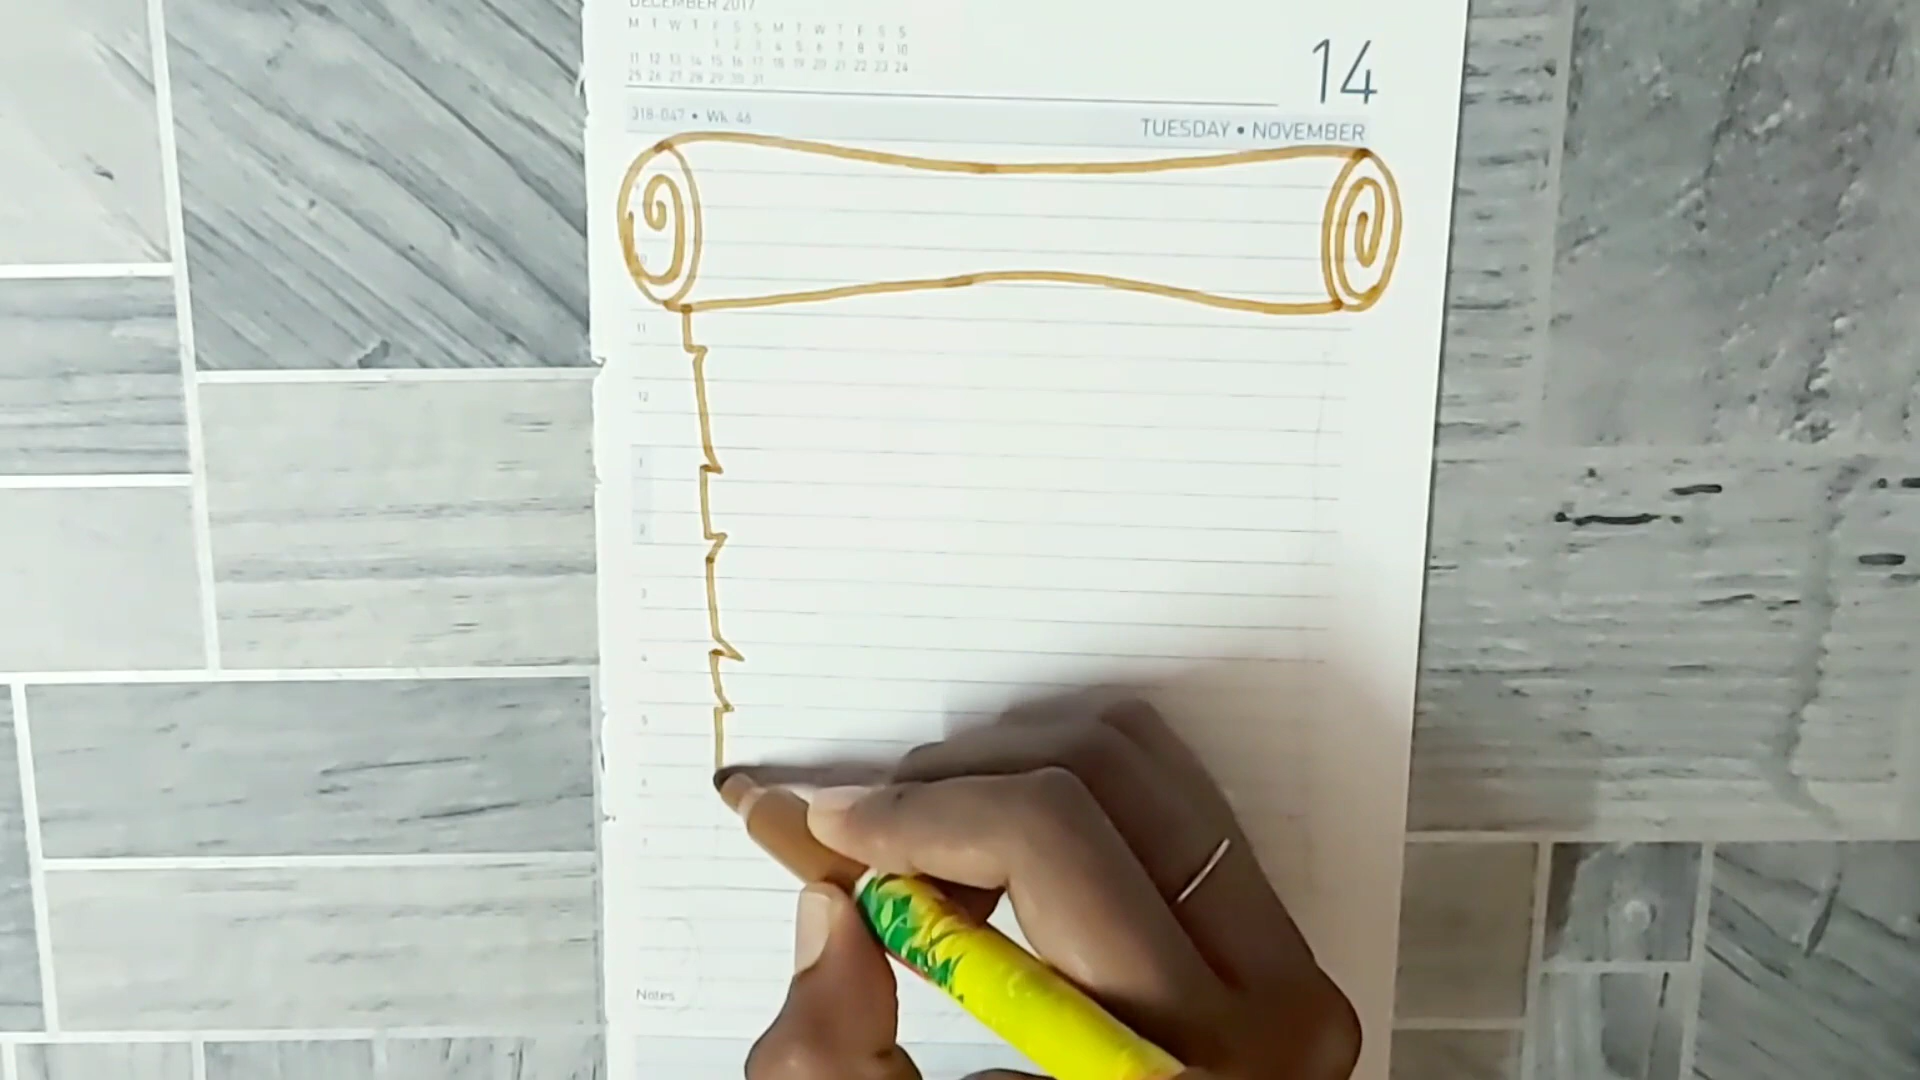 DECEMBER 2017
M T W T F S S M T W T F S S
1 2 3 4 5 6 7 8 9 10
11 12 13 14 15 16 17 18 19 20 21 22 23 24
25 26 27 28 29 30 31
14
318-047 • Wk. 46
TUESDAY • NOVEMBER
11
12
1
2
3
4
5
6
7
Notes